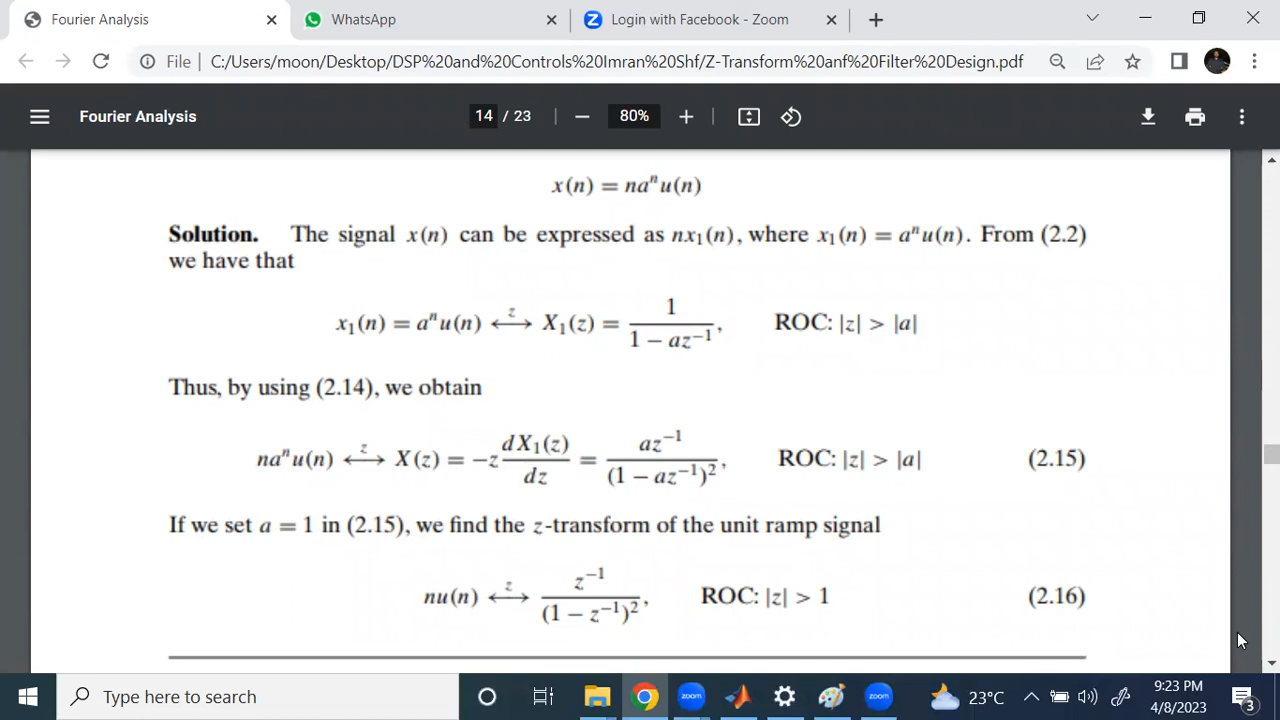 Fourier Analysis
WhatsApp
Login with Facebook - Zoom
File C:/Users/moon/Desktop/DSP%20and%20Controls%20Imran%20Shf/Z-Transform%20anf%20Filter%20Design.pdf
Fourier Analysis 14 / 23 80%
x(n) = naⁿu(n)
Solution. The signal x(n) can be expressed as nx₁(n), where x₁(n) = aⁿu(n). From (2.2)
we have that
x₁(n) = aⁿu(n) ⟷ᶻ X₁(z) = 1 / (1 − az⁻¹), ROC: |z| > |a|
Thus, by using (2.14), we obtain
naⁿu(n) ⟷ᶻ X(z) = −z dX₁(z)/dz = az⁻¹ / (1 − az⁻¹)², ROC: |z| > |a| (2.15)
If we set a = 1 in (2.15), we find the z-transform of the unit ramp signal
nu(n) ⟷ᶻ z⁻¹ / (1 − z⁻¹)², ROC: |z| > 1 (2.16)
Type here to search
zoom
zoom
23°C
9:23 PM
4/8/2023
3